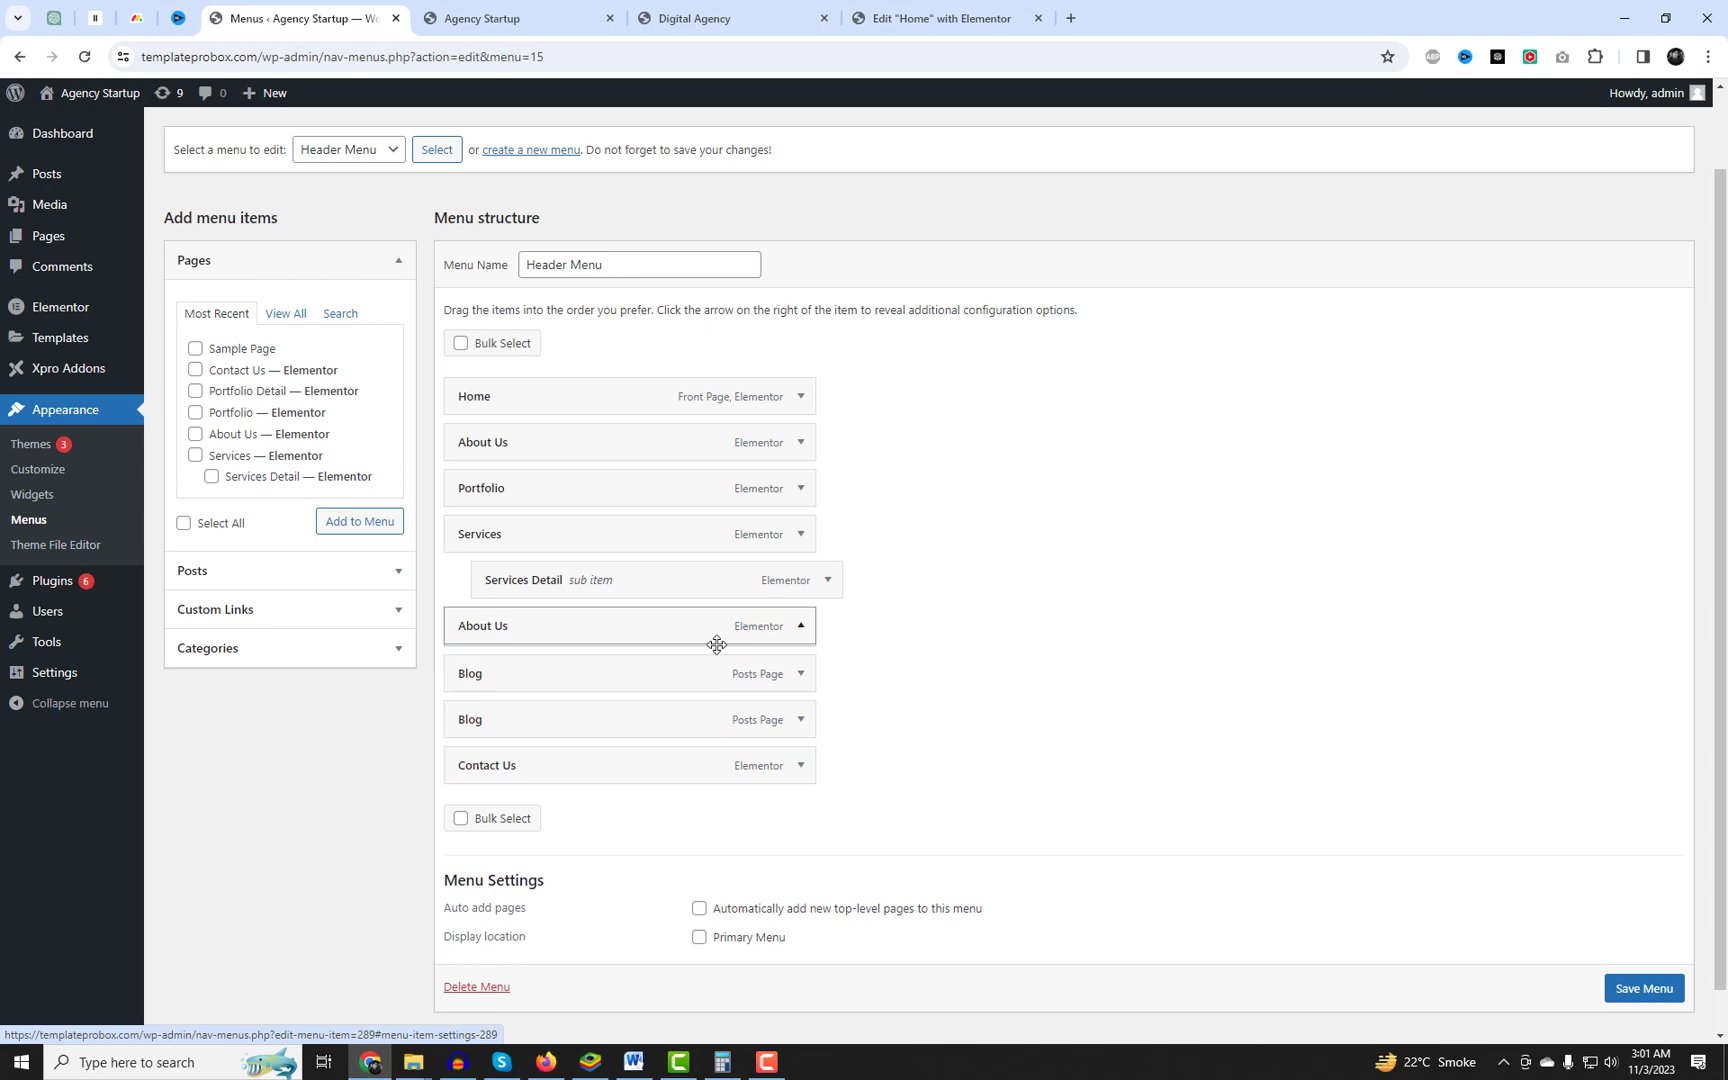 Menus ‹ Agency Startup — Wo
Agency Startup
Digital Agency
Edit "Home" with Elementor
templateprobox.com/wp-admin/nav-menus.php?action=edit&menu=15
Agency Startup
9
0
New
Howdy, admin
Dashboard
Posts
Media
Pages
Comments
Elementor
Templates
Xpro Addons
Appearance
Themes 3
Customize
Widgets
Menus
Theme File Editor
Plugins 6
Users
Tools
Settings
Collapse menu
Select a menu to edit: Header Menu Select or create a new menu. Do not forget to save your changes!
Add menu items
Pages
Most Recent View All Search
Sample Page
Contact Us — Elementor
Portfolio Detail — Elementor
Portfolio — Elementor
About Us — Elementor
Services — Elementor
Services Detail — Elementor
Select All Add to Menu
Posts
Custom Links
Categories
Menu structure
Menu Name Header Menu
Drag the items into the order you prefer. Click the arrow on the right of the item to reveal additional configuration options.
Bulk Select
Home Front Page, Elementor
About Us Elementor
Portfolio Elementor
Services Elementor
Services Detail sub item Elementor
About Us Elementor
Blog Posts Page
Blog Posts Page
Contact Us Elementor
Bulk Select
Menu Settings
Auto add pages Automatically add new top-level pages to this menu
Display location Primary Menu
Delete Menu Save Menu
https://templateprobox.com/wp-admin/nav-menus.php?edit-menu-item=289#menu-item-settings-289
Type here to search
22°C Smoke
3:01 AM
11/3/2023